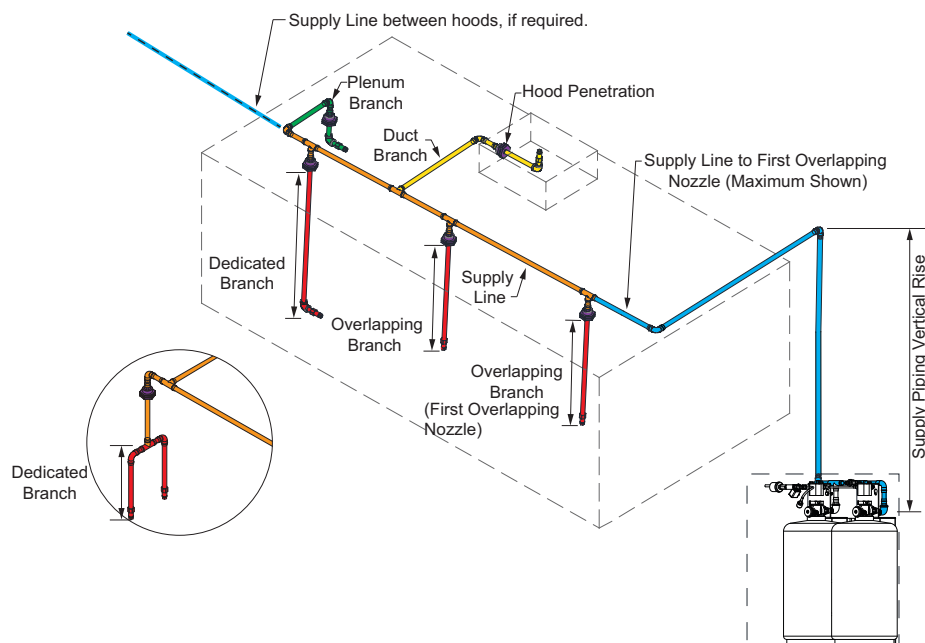 Supply Line between hoods, if required.
Plenum
Branch
Hood Penetration
Duct
Branch
Supply Line to First Overlapping
Nozzle (Maximum Shown)
Dedicated
Branch
Supply
Line
Overlapping
Branch
Overlapping
Branch
(First Overlapping
Nozzle)
Supply Piping Vertical Rise
Dedicated
Branch